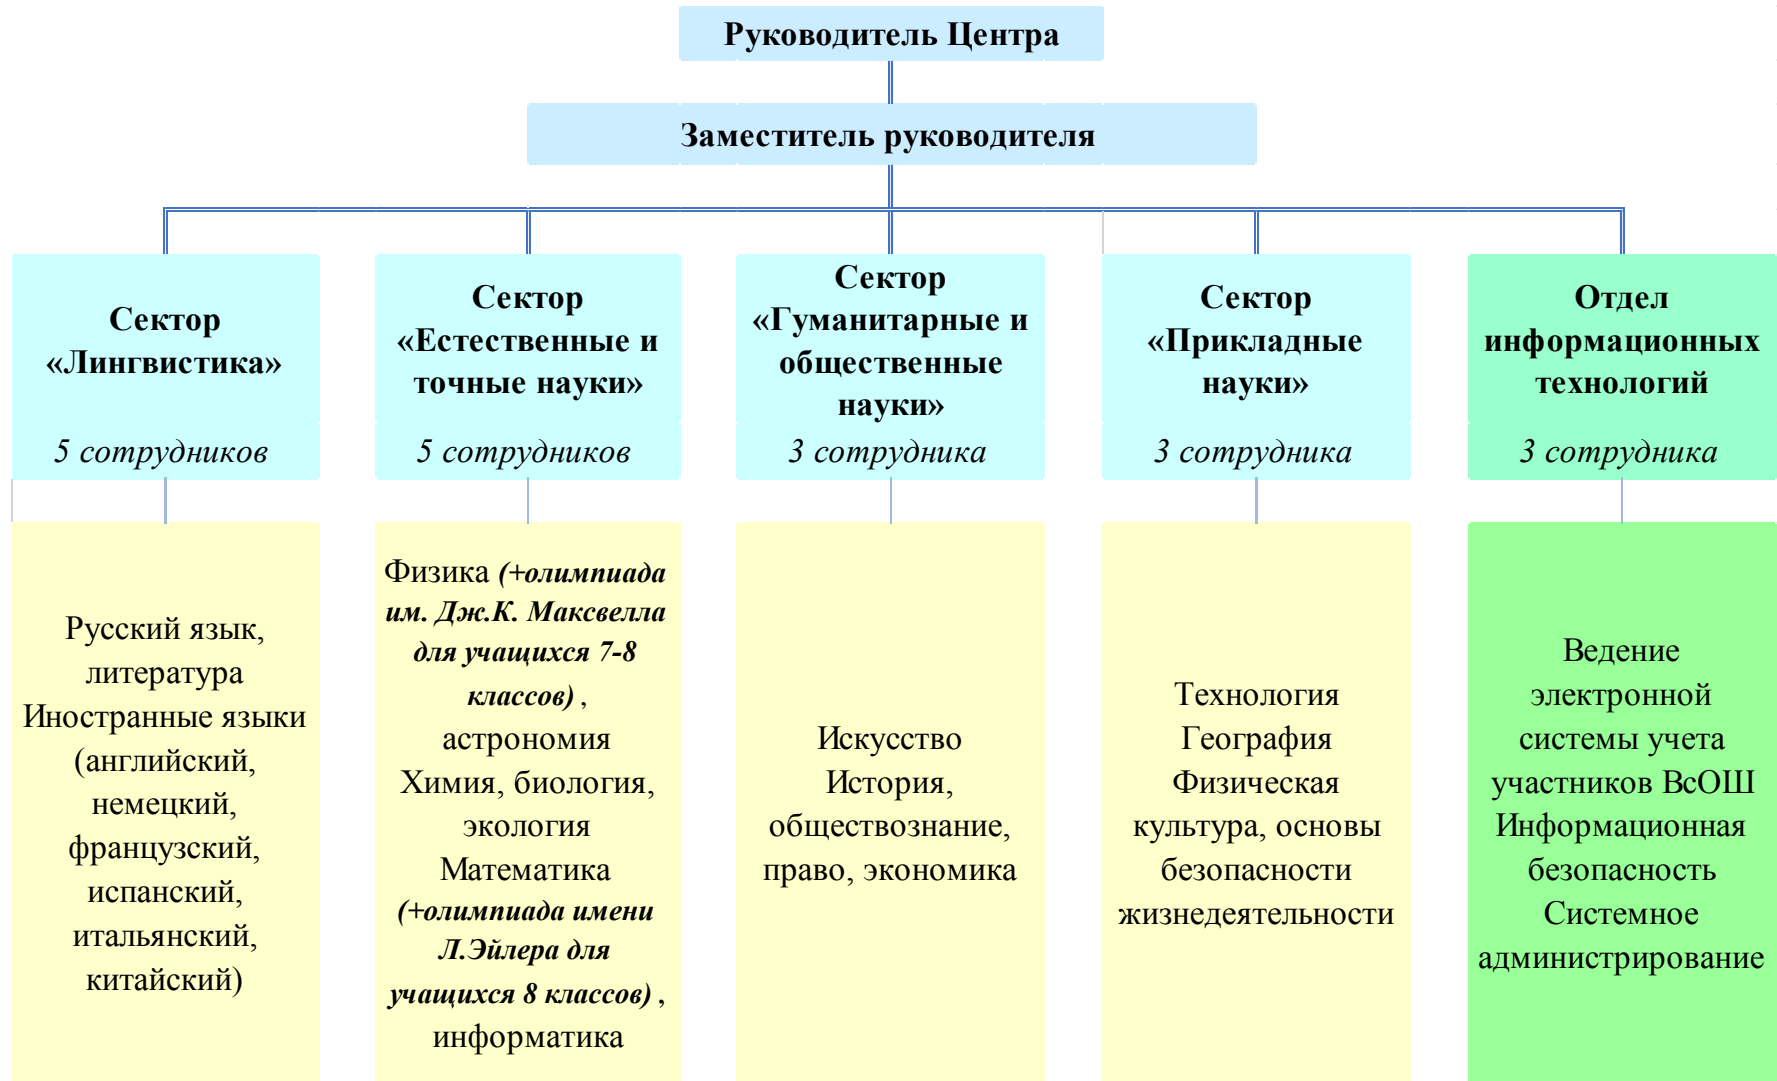 Руководитель Центра
Заместитель руководителя
Сектор
«Лингвистика»
5 сотрудников
Сектор
«Естественные и
точные науки»
5 сотрудников
Сектор
«Гуманитарные и
общественные
науки»
3 сотрудника
Сектор
«Прикладные
науки»
3 сотрудника
Отдел
информационных
технологий
3 сотрудника
Русский язык,
литература
Иностранные языки
(английский,
немецкий,
французский,
испанский,
итальянский,
китайский)
Физика (+олимпиада
им. Дж.К. Максвелла
для учащихся 7-8
классов) ,
астрономия
Химия, биология,
экология
Математика
(+олимпиада имени
Л.Эйлера для
учащихся 8 классов) ,
информатика
Искусство
История,
обществознание,
право, экономика
Технология
География
Физическая
культура, основы
безопасности
жизнедеятельности
Ведение
электронной
системы учета
участников ВсОШ
Информационная
безопасность
Системное
администрирование